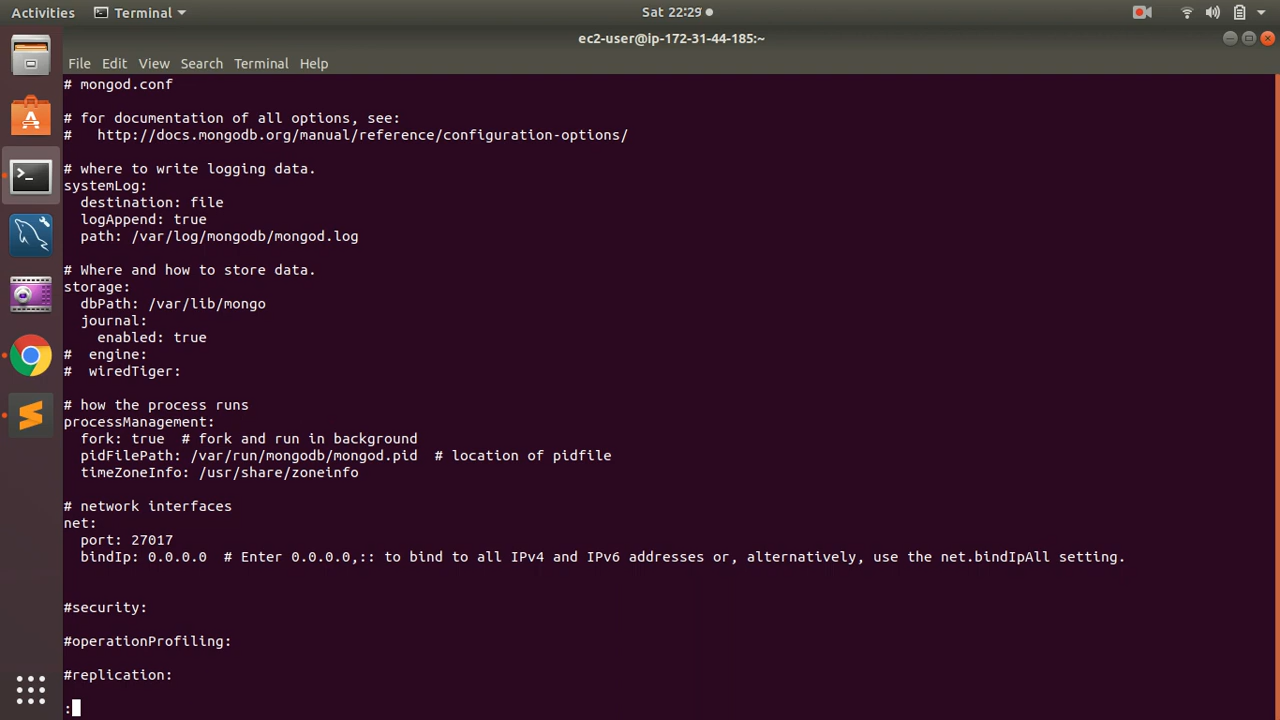 Activities Terminal Sat 22:29
ec2-user@ip-172-31-44-185:~
File Edit View Search Terminal Help
# mongod.conf
# for documentation of all options, see:
#   http://docs.mongodb.org/manual/reference/configuration-options/
# where to write logging data.
systemLog:
  destination: file
  logAppend: true
  path: /var/log/mongodb/mongod.log
# Where and how to store data.
storage:
  dbPath: /var/lib/mongo
  journal:
    enabled: true
#  engine:
#  wiredTiger:
# how the process runs
processManagement:
  fork: true  # fork and run in background
  pidFilePath: /var/run/mongodb/mongod.pid  # location of pidfile
  timeZoneInfo: /usr/share/zoneinfo
# network interfaces
net:
  port: 27017
  bindIp: 0.0.0.0  # Enter 0.0.0.0,:: to bind to all IPv4 and IPv6 addresses or, alternatively, use the net.bindIpAll setting.
#security:
#operationProfiling:
#replication:
: